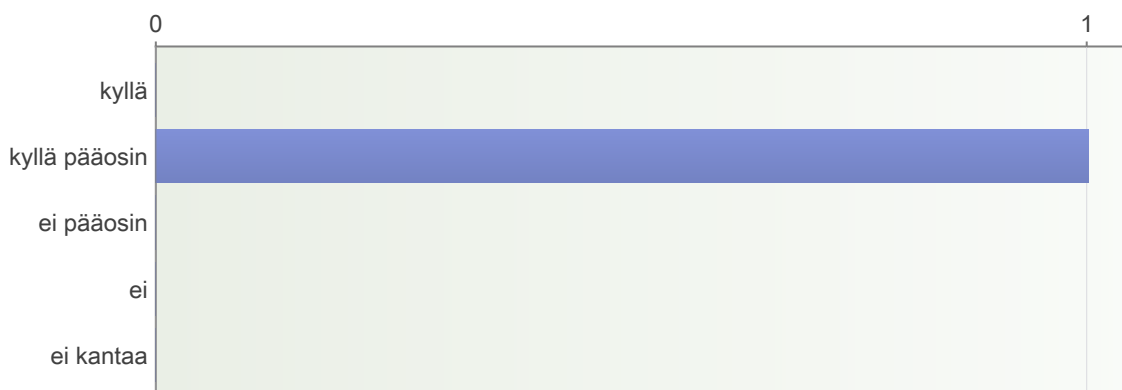 0 1
kyllä
kyllä pääosin
ei pääosin
ei
ei kantaa